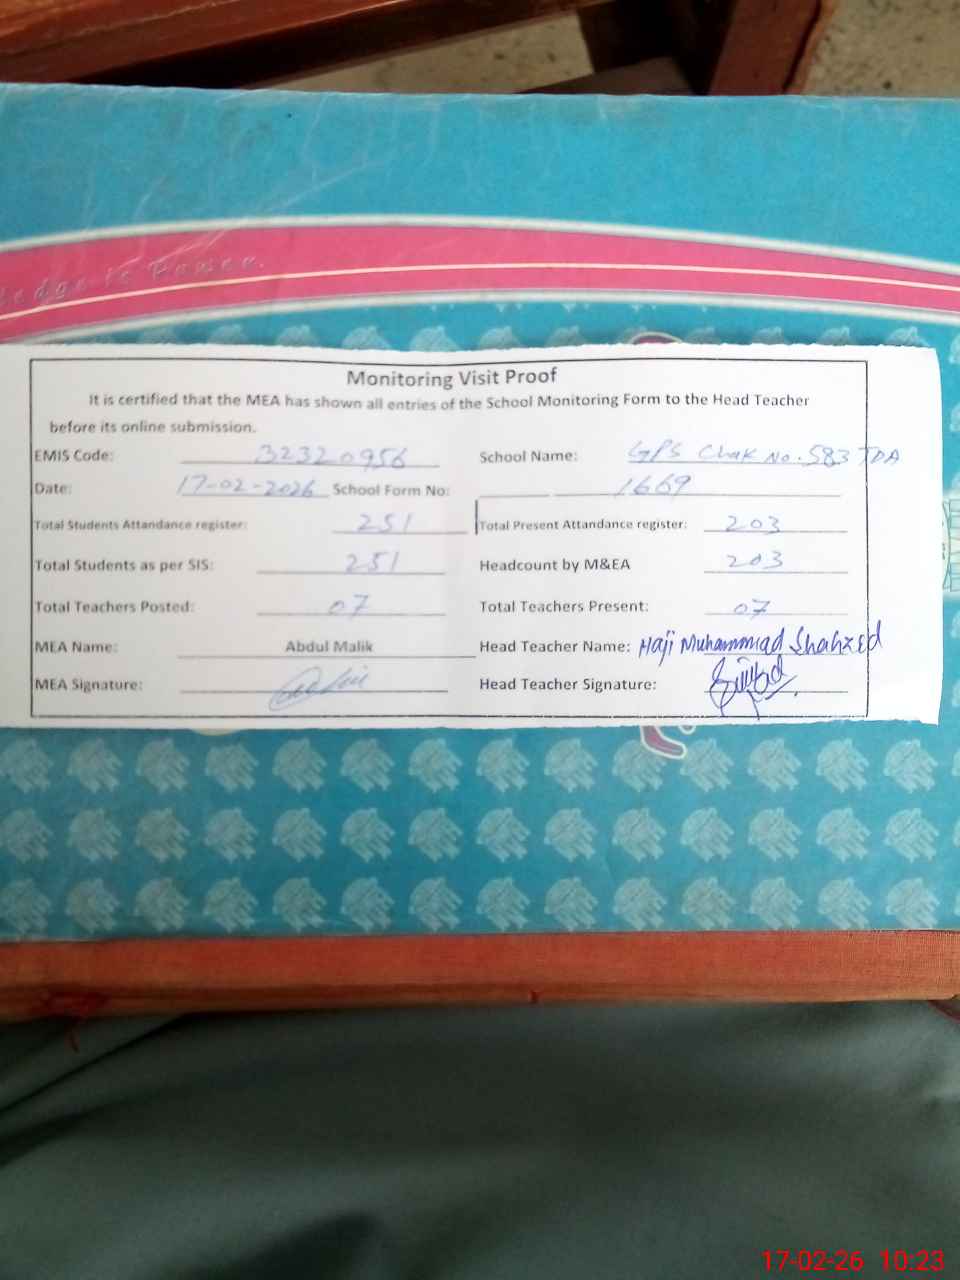 is Power.
Monitoring Visit Proof
It is certified that the MEA has shown all entries of the School Monitoring Form to the Head Teacher
before its online submission.
EMIS Code: 32320956 School Name: GPS Chak No. 583 TDA
Date: 17-02-2026 School Form No: 1669
Total Students Attandance register: 251 Total Present Attandance register: 203
Total Students as per SIS: 251 Headcount by M&EA 203
Total Teachers Posted: 07 Total Teachers Present: 07
MEA Name: Abdul Malik Head Teacher Name: Haji Muhammad Shahzed
MEA Signature: Head Teacher Signature:
17-02-26 10:23